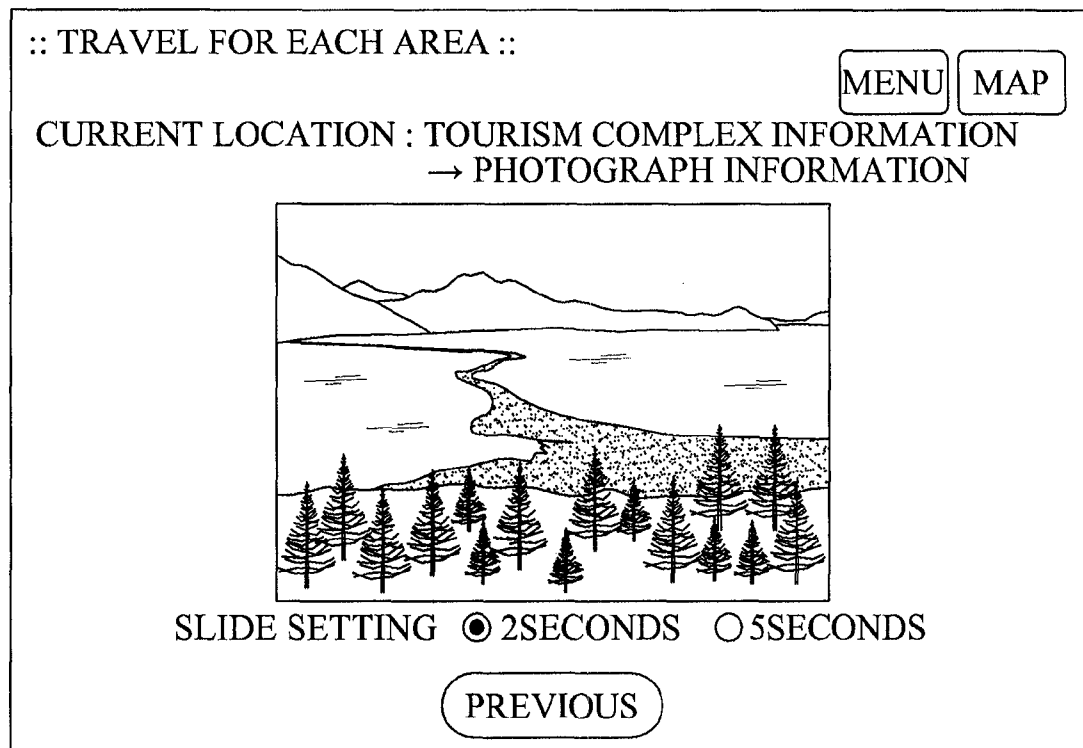 :: TRAVEL FOR EACH AREA ::
MENU MAP
CURRENT LOCATION : TOURISM COMPLEX INFORMATION
→ PHOTOGRAPH INFORMATION
SLIDE SETTING ◉ 2SECONDS ○ 5SECONDS
PREVIOUS